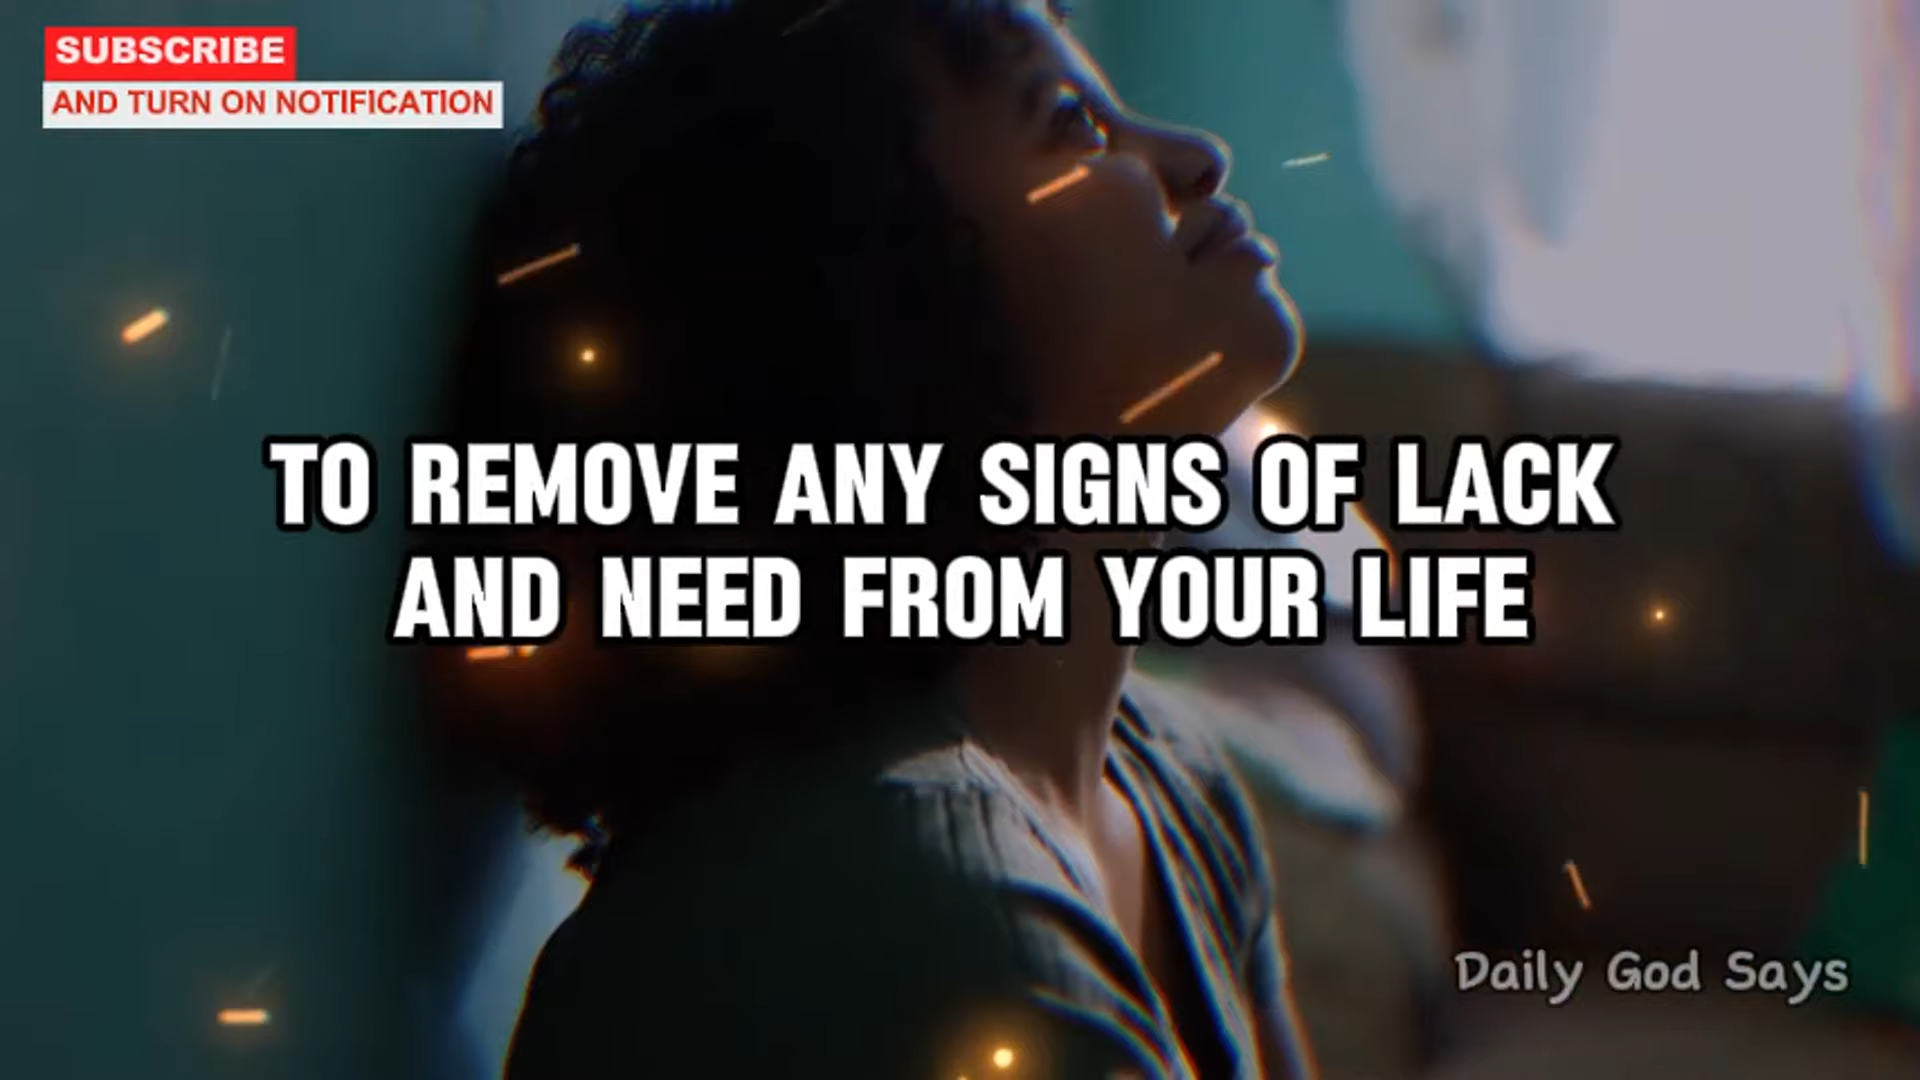 SUBSCRIBE
AND TURN ON NOTIFICATION
TO REMOVE ANY SIGNS OF LACK
AND NEED FROM YOUR LIFE
Daily God Says